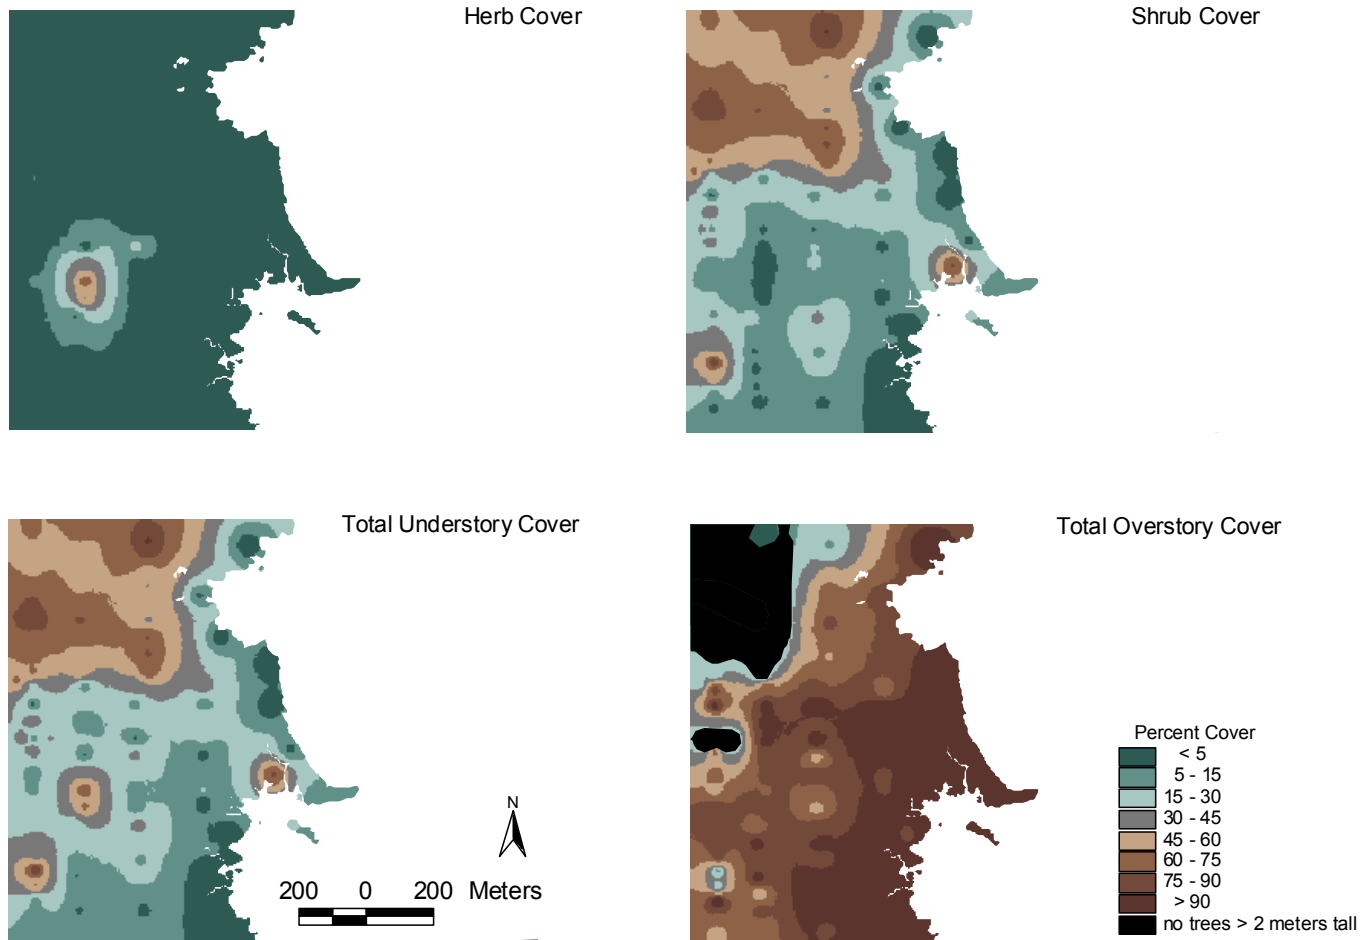 Herb Cover
Shrub Cover
Total Understory Cover
Total Overstory Cover
N
200 0 200 Meters
Percent Cover
< 5
5 - 15
15 - 30
30 - 45
45 - 60
60 - 75
75 - 90
> 90
no trees > 2 meters tall